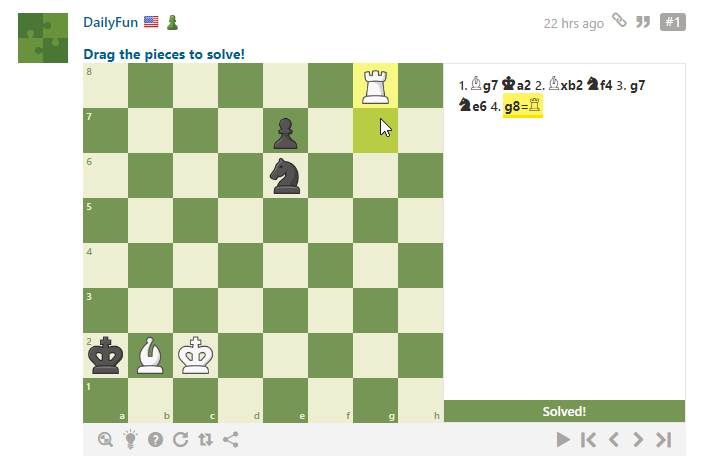 DailyFun
22 hrs ago #1
Drag the pieces to solve!
8
7
6
5
4
3
2
1
a b c d e f g h
1. ♗g7 ♚a2 2. ♗xb2 ♞f4 3. g7
♞e6 4. g8=♖
Solved!